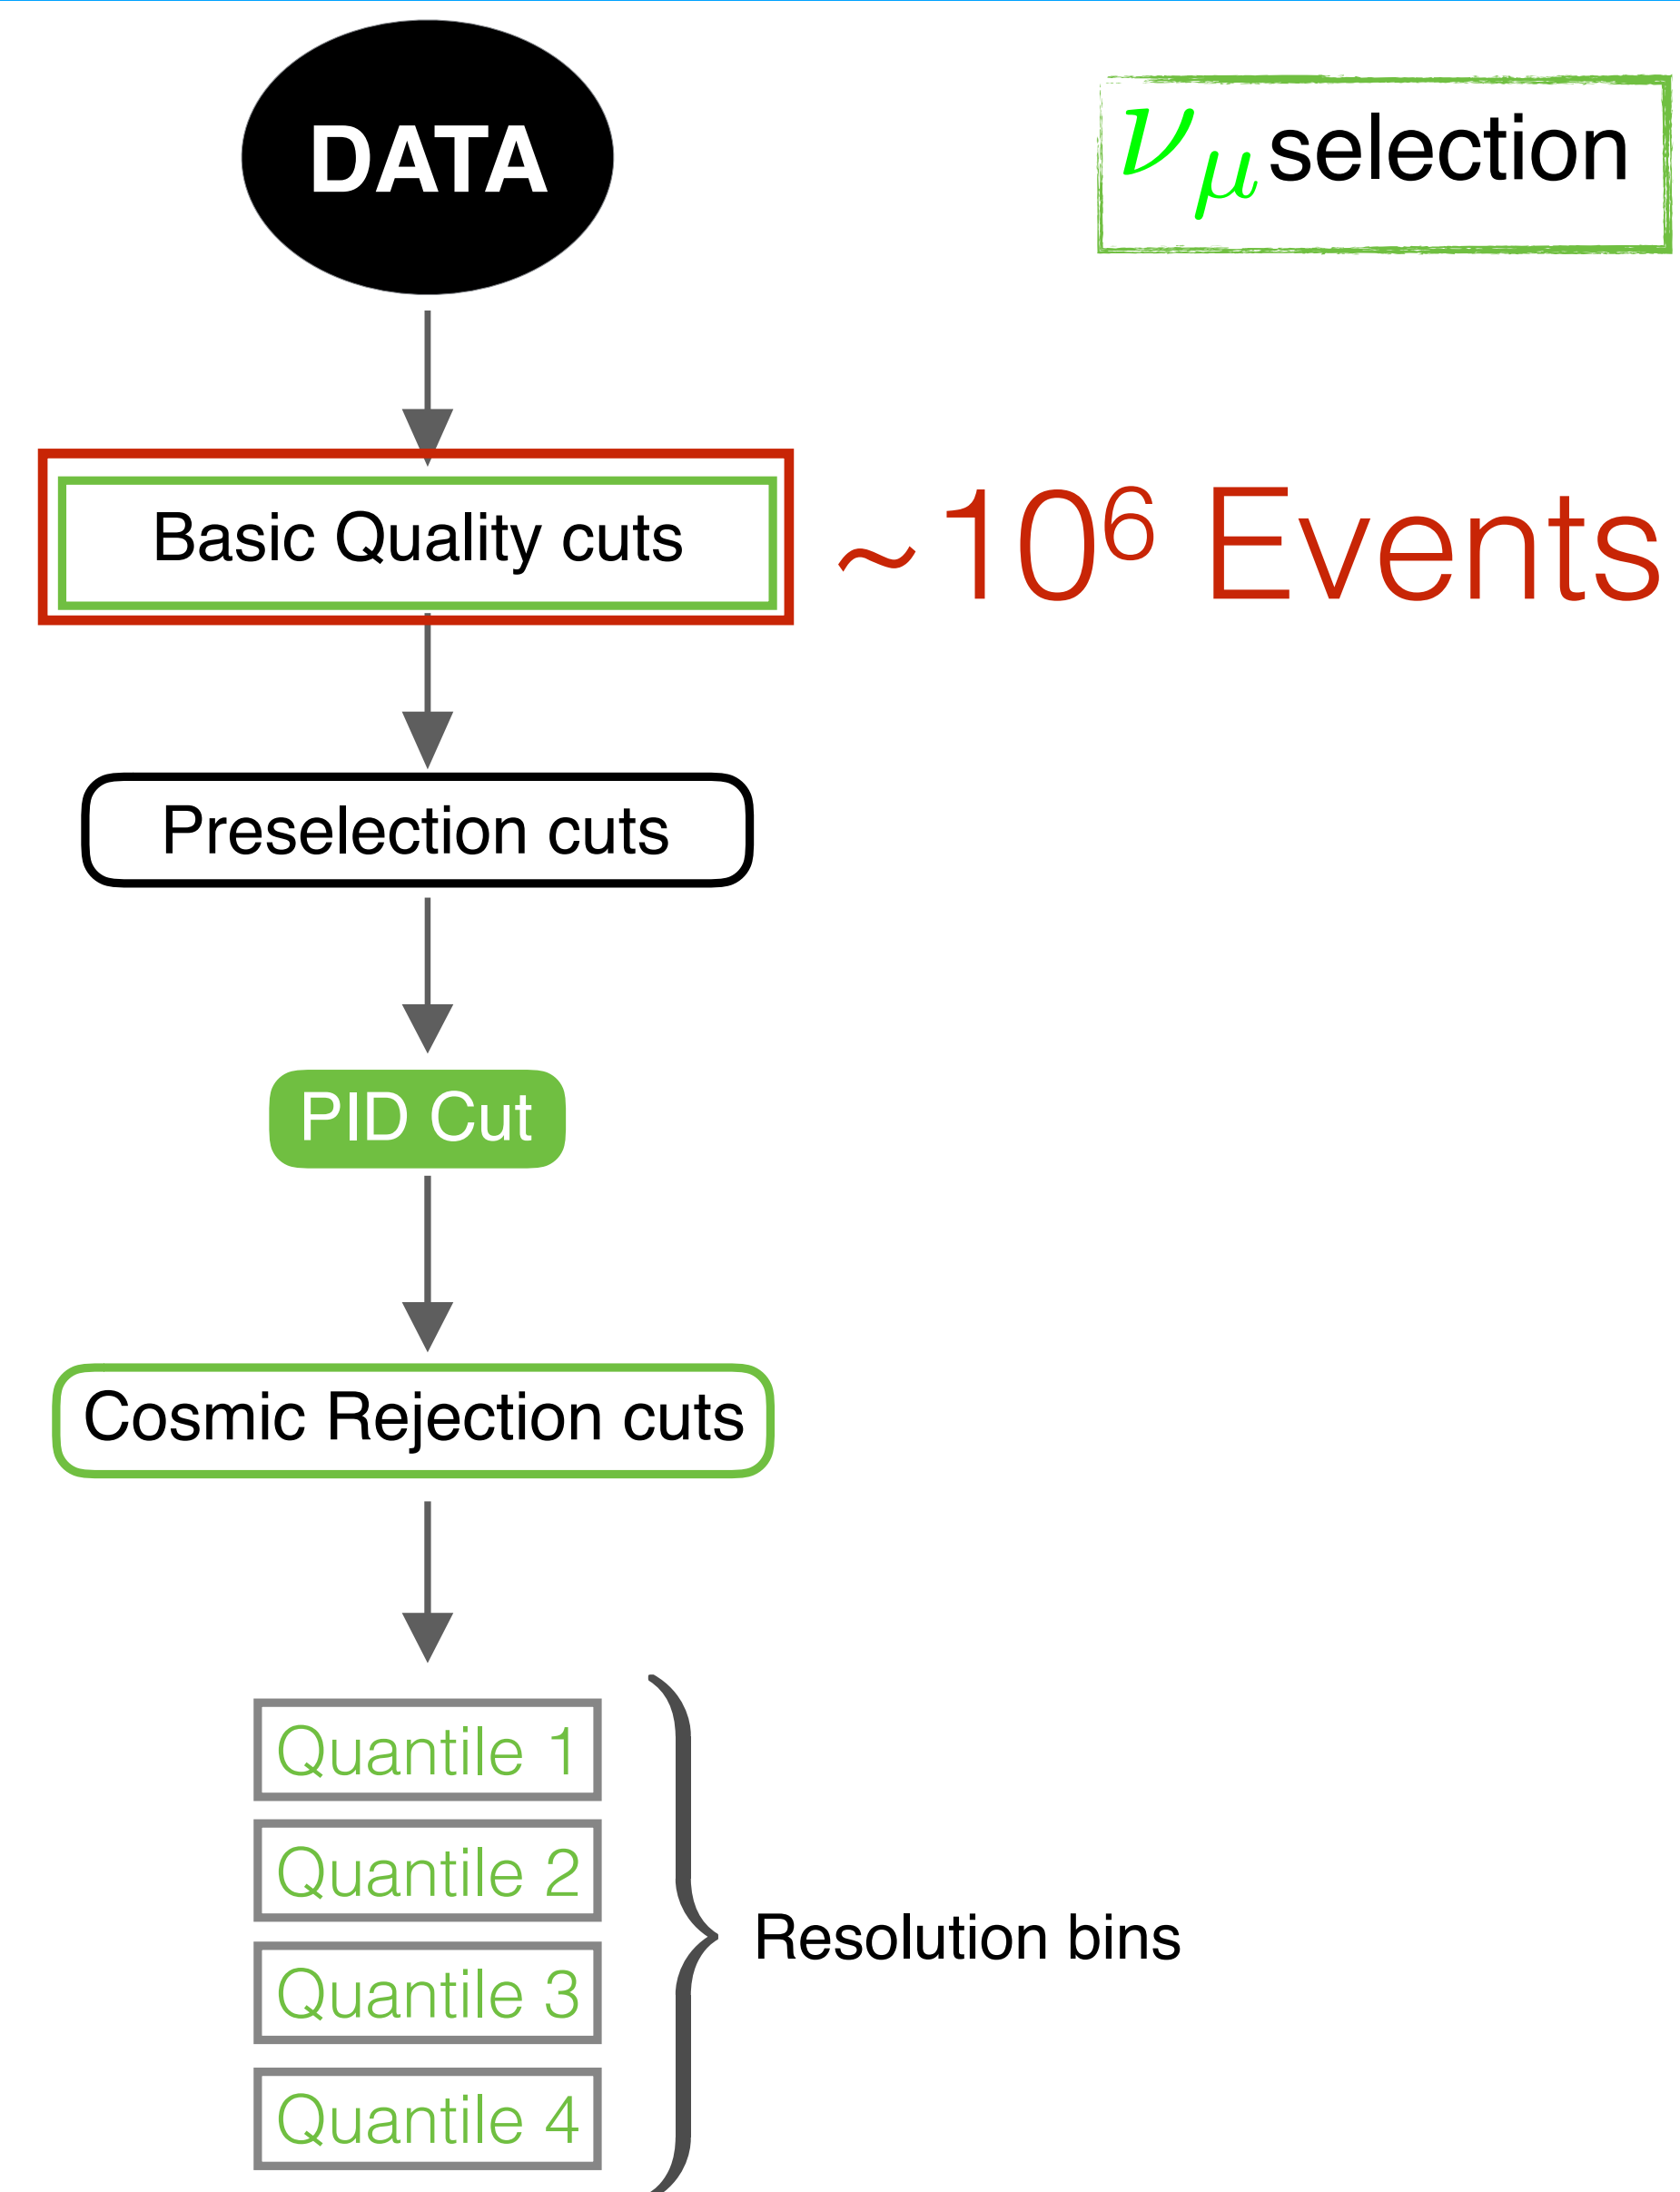 DATA
νμ selection
Basic Quality cuts
~10⁶ Events
Preselection cuts
PID Cut
Cosmic Rejection cuts
Quantile 1
Quantile 2
Quantile 3
Quantile 4
Resolution bins